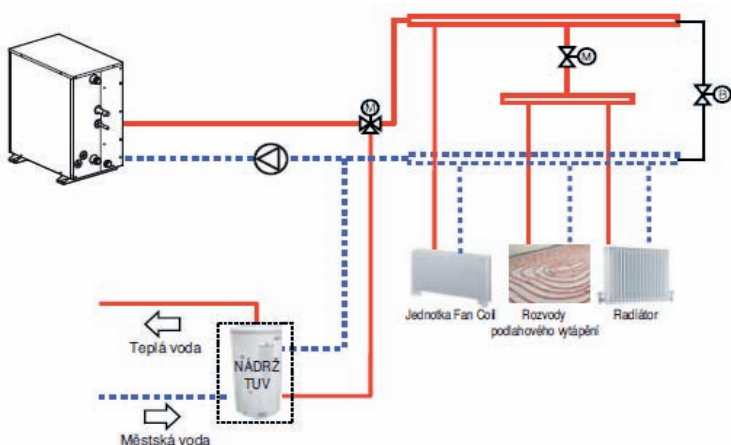 M
M
B
Jednotka Fan Coil
Rozvody
podlahového vytápění
Radiátor
Teplá voda
NÁDRŽ
TUV
Městská voda